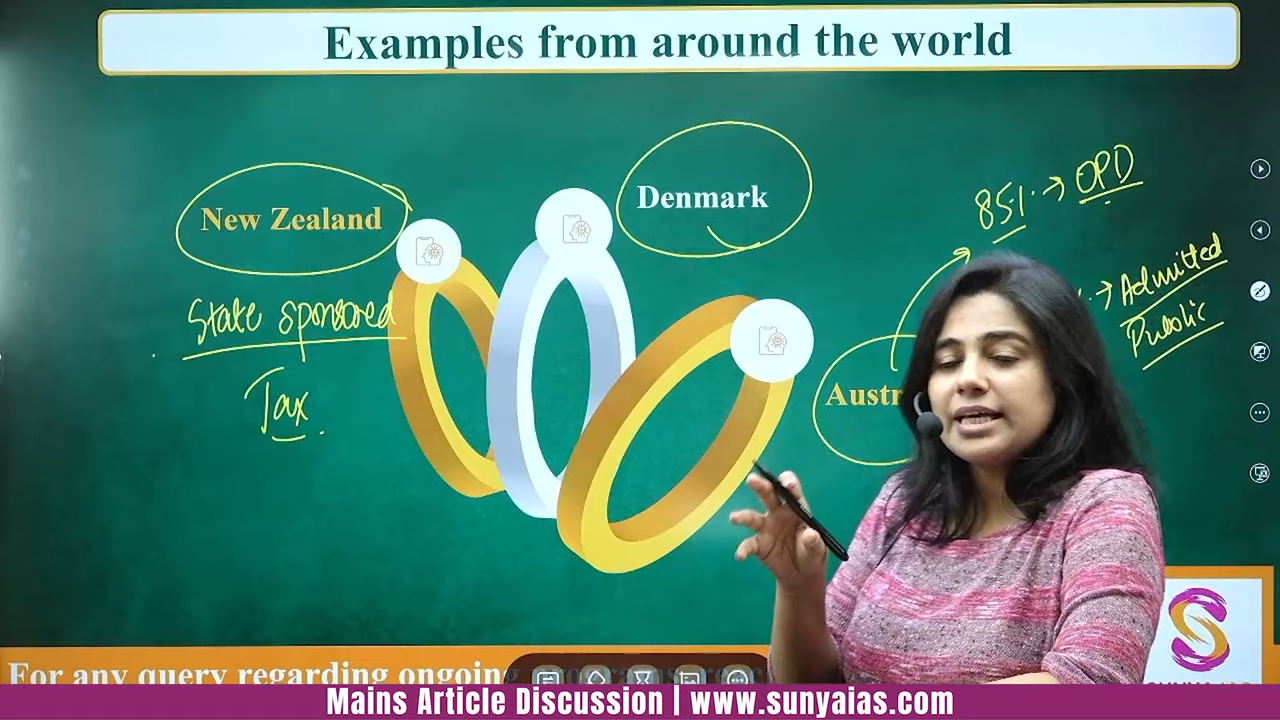 Examples from around the world
New Zealand
State sponsored
Tax
Denmark
85%. → OPD
Austr
→ Admitted
Public
For any query regarding ongoing
Mains Article Discussion | www.sunyaias.com